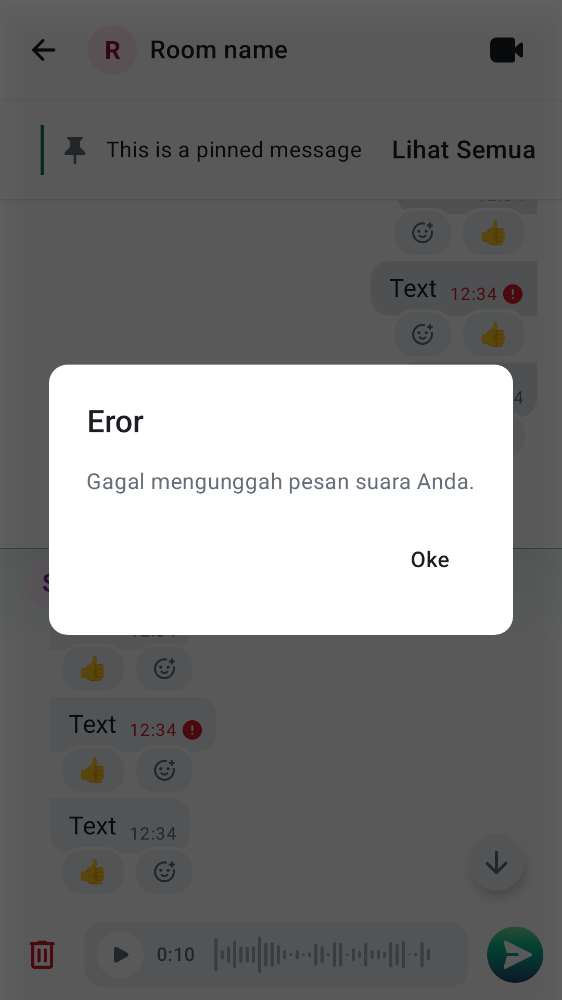 R Room name
This is a pinned message Lihat Semua
Text 12:34
Eror
Gagal mengunggah pesan suara Anda.
Oke
Text 12:34
Text 12:34
0:10